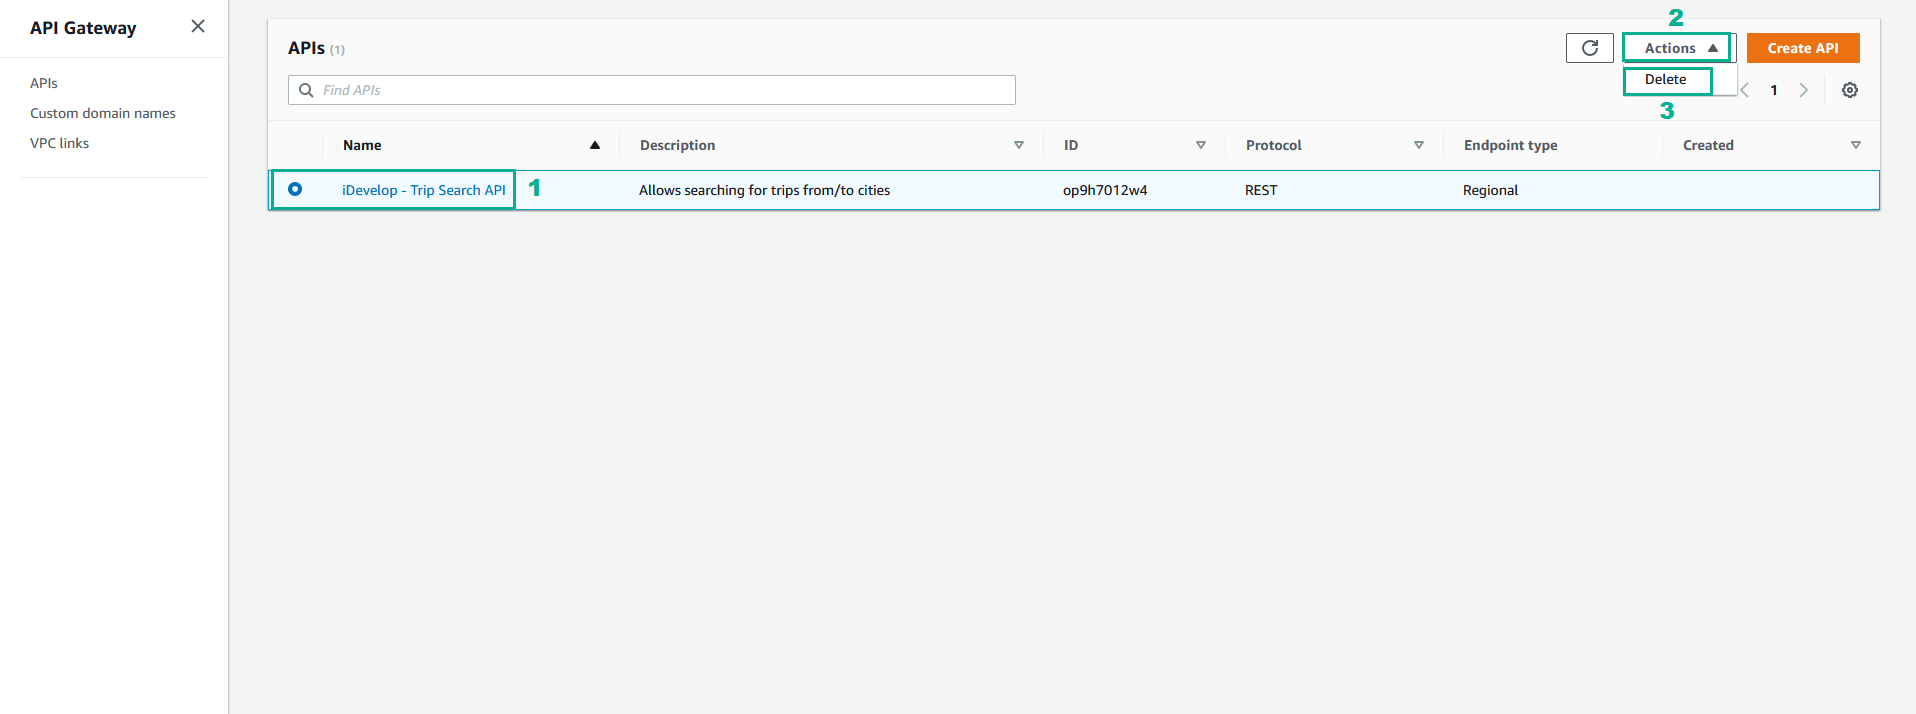 API Gateway
APIs
Custom domain names
VPC links
APIs (1)
2
Actions
Create API
Find APIs
Delete
1
3
Name Description ID Protocol Endpoint type Created
iDevelop - Trip Search API 1 Allows searching for trips from/to cities op9h7012w4 REST Regional